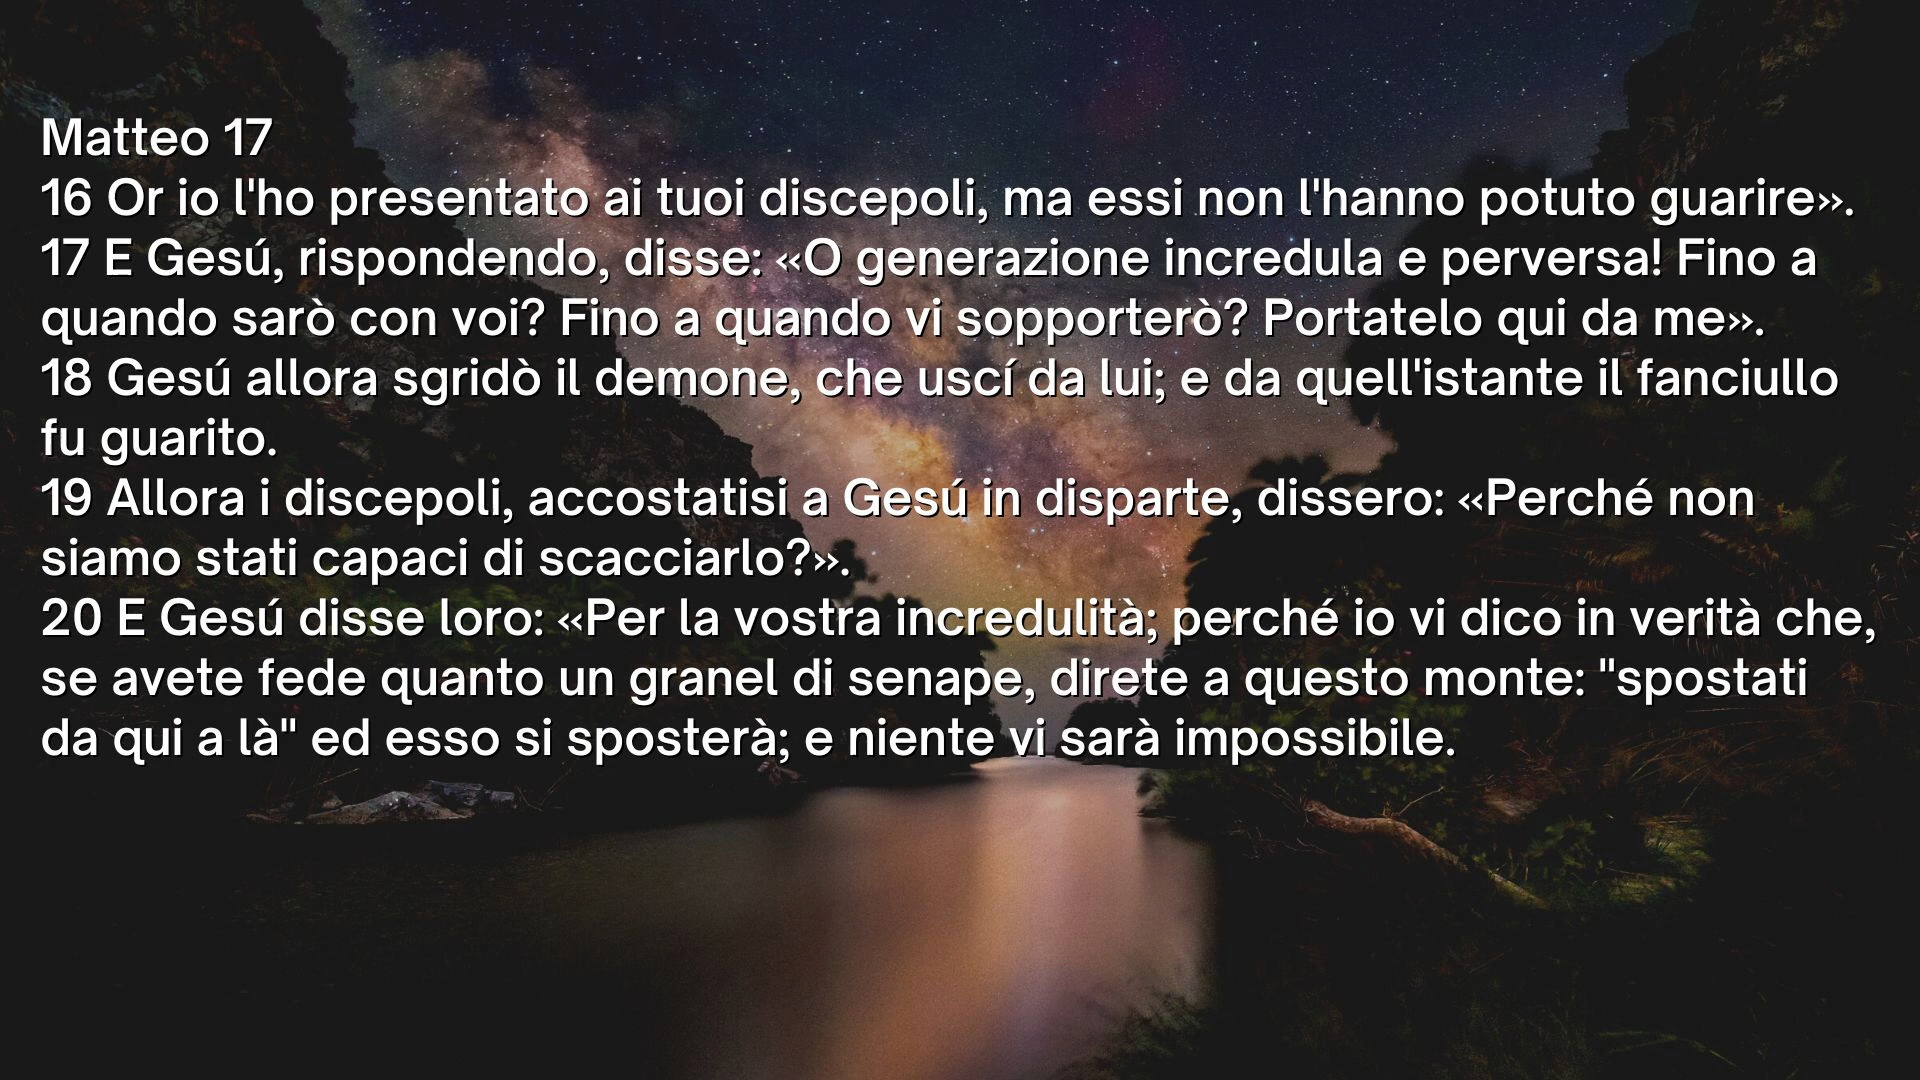 Matteo 17
16 Or io l'ho presentato ai tuoi discepoli, ma essi non l'hanno potuto guarire».
17 E Gesú, rispondendo, disse: «O generazione incredula e perversa! Fino a
quando sarò con voi? Fino a quando vi sopporterò? Portatelo qui da me».
18 Gesú allora sgridò il demone, che uscí da lui; e da quell'istante il fanciullo
fu guarito.
19 Allora i discepoli, accostatisi a Gesú in disparte, dissero: «Perché non
siamo stati capaci di scacciarlo?».
20 E Gesú disse loro: «Per la vostra incredulità; perché io vi dico in verità che,
se avete fede quanto un granel di senape, direte a questo monte: "spostati
da qui a là" ed esso si sposterà; e niente vi sarà impossibile.